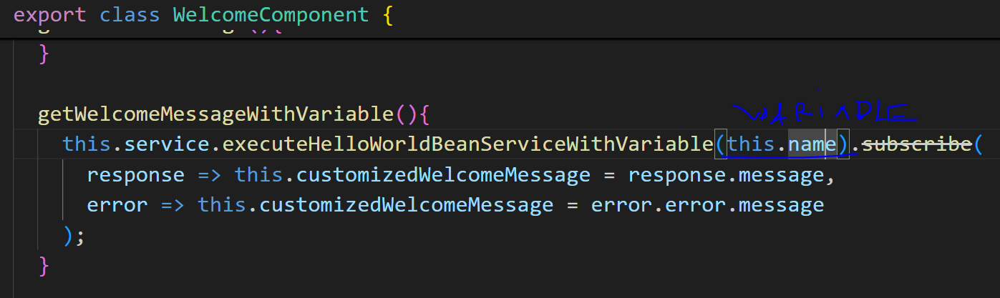 export class WelcomeComponent {
}
getWelcomeMessageWithVariable(){
VARIABLE
this.service.executeHelloWorldBeanServiceWithVariable(this.name).subscribe(
response => this.customizedWelcomeMessage = response.message,
error => this.customizedWelcomeMessage = error.error.message
);
}